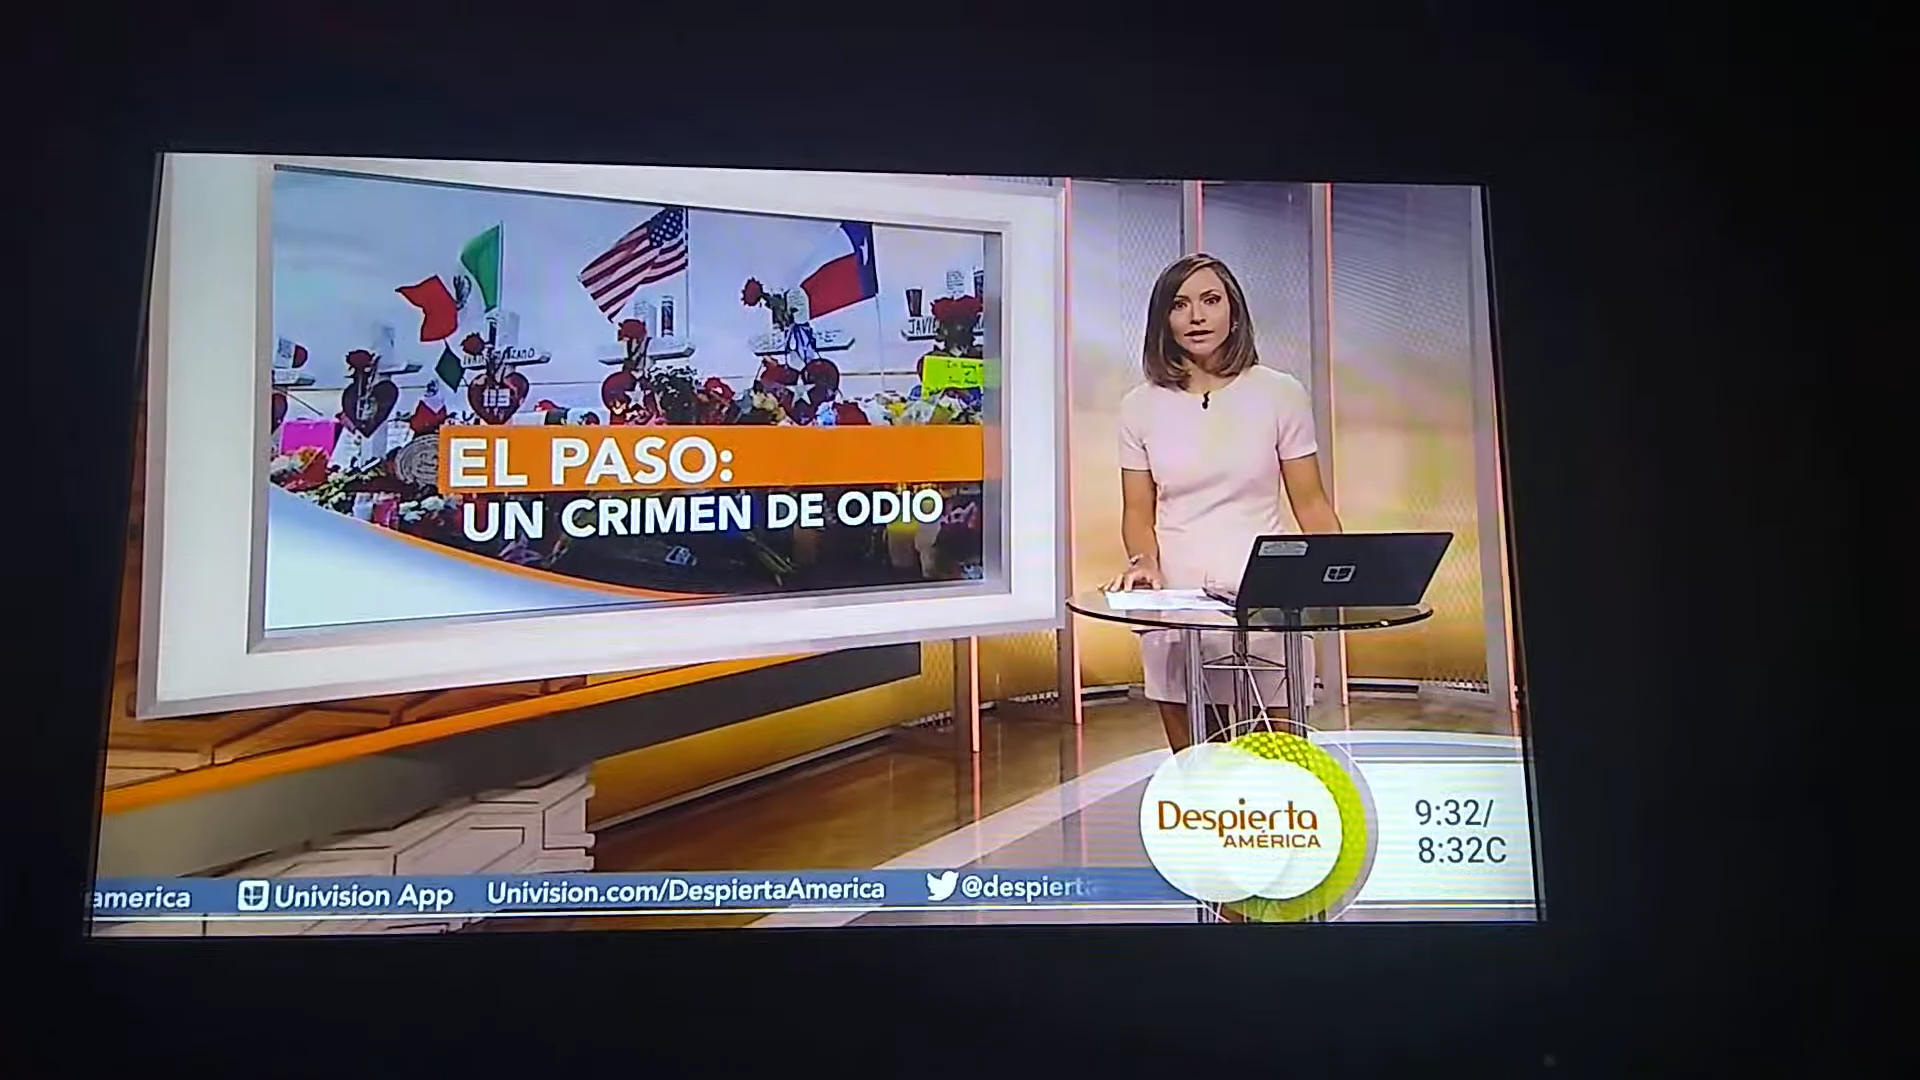 JAVIE
EL PASO:
UN CRIMEN DE ODIO
Despierta
AMÉRICA
9:32/
8:32C
america Univision App Univision.com/DespiertaAmerica @despiert